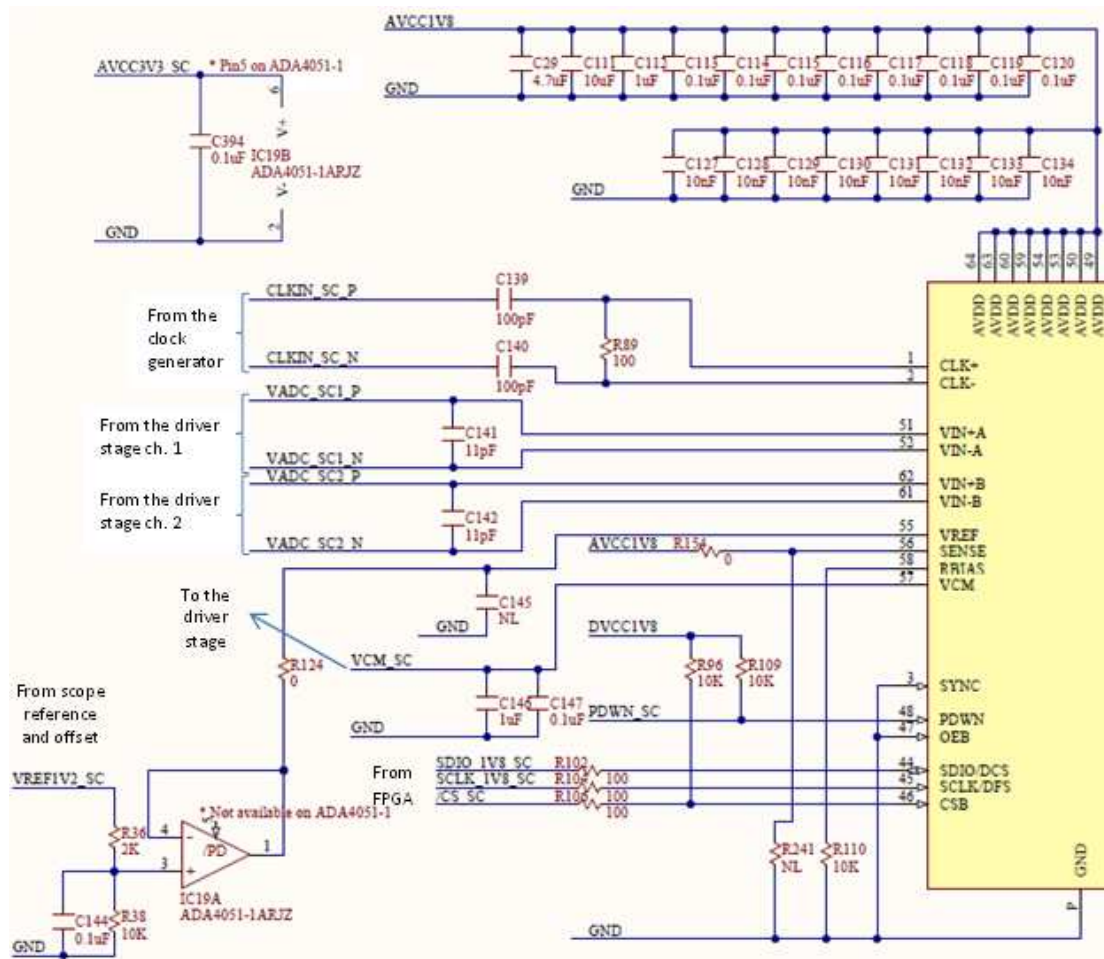 AVCC1V8
C29 C111 C112 C113 C114 C115 C116 C117 C118 C119 C120
4.7uF 10uF 1uF 0.1uF 0.1uF 0.1uF 0.1uF 0.1uF 0.1uF 0.1uF 0.1uF
GND
AVCC3V3_SC
* Pin5 on ADA4051-1
6
V+
C394
0.1uF
IC19B
ADA4051-1ARJZ
V-
2
GND
C127 C128 C129 C130 C131 C132 C133 C134
10nF 10nF 10nF 10nF 10nF 10nF 10nF 10nF
GND
64 63 60 59 54 53 50 49
AVDD AVDD AVDD AVDD AVDD AVDD AVDD AVDD
From the
clock
generator
CLKIN_SC_P
C139
100pF
R89
100
CLKIN_SC_N
C140
100pF
1 CLK+
2 CLK-
From the driver
stage ch. 1
VADC_SC1_P
C141
11pF
VADC_SC1_N
51 VIN+A
52 VIN-A
From the driver
stage ch. 2
VADC_SC2_P
C142
11pF
VADC_SC2_N
62 VIN+B
61 VIN-B
55 VREF
AVCC1V8 R154
0
56 SENSE
58 RBIAS
57 VCM
To the
driver
stage
C145
NL
GND
R124
0
VCM_SC
C146
1uF
C147
0.1uF
GND
DVCC1V8
R96
10K
R109
10K
PDWN_SC
3 SYNC
48 PDWN
47 OEB
From scope
reference
and offset
VREF1V2_SC
From
FPGA
SDIO_1V8_SC R102
100
SCLK_1V8_SC R104
100
/CS_SC R106
100
44 SDIO/DCS
45 SCLK/DFS
46 CSB
* Not available on ADA4051-1
5
/PD
4 -
3 +
1
R36
2K
IC19A
ADA4051-1ARJZ
C144
0.1uF
R38
10K
GND
R241
NL
R110
10K
GND
GND
P